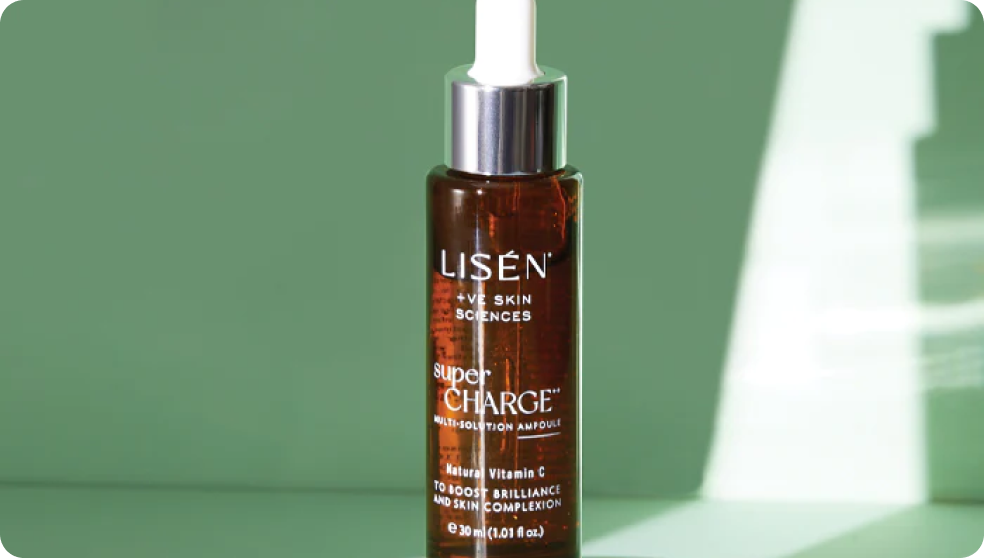 LISÉN
+VE SKIN
SCIENCES
super
CHARGE
MULTI-SOLUTION AMPOULE
Natural Vitamin C
TO BOOST BRILLIANCE
AND SKIN COMPLEXION
℮ 30 ml (1.01 fl oz.)